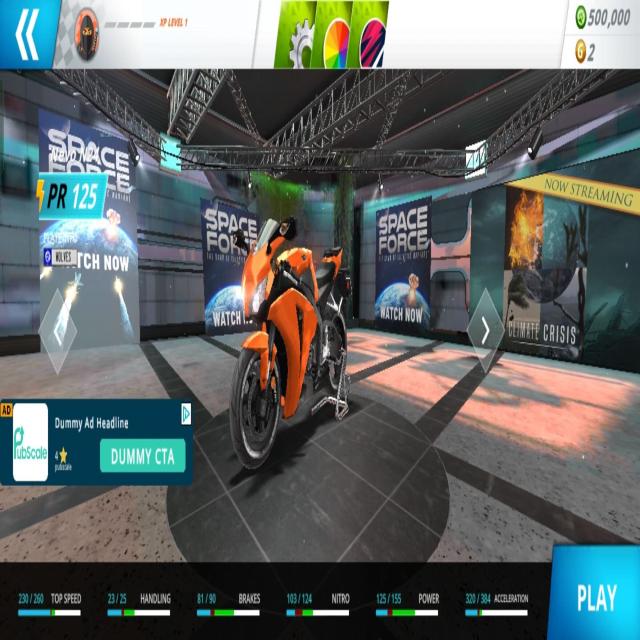 XP LEVEL 1
500,000
2
SPACE
FORCE
PR 125
WOLVES
TCH NOW
SPACE
FORCE
WATCH N
SPACE
FORCE
WATCH NOW
NOW STREAMING
CLIMATE CRISIS
AD
PubScale
Dummy Ad Headline
4
pubscale
DUMMY CTA
230 / 260 TOP SPEED
23 / 25 HANDLING
81 / 90 BRAKES
103 / 124 NITRO
125 / 155 POWER
320 / 384 ACCELERATION
PLAY